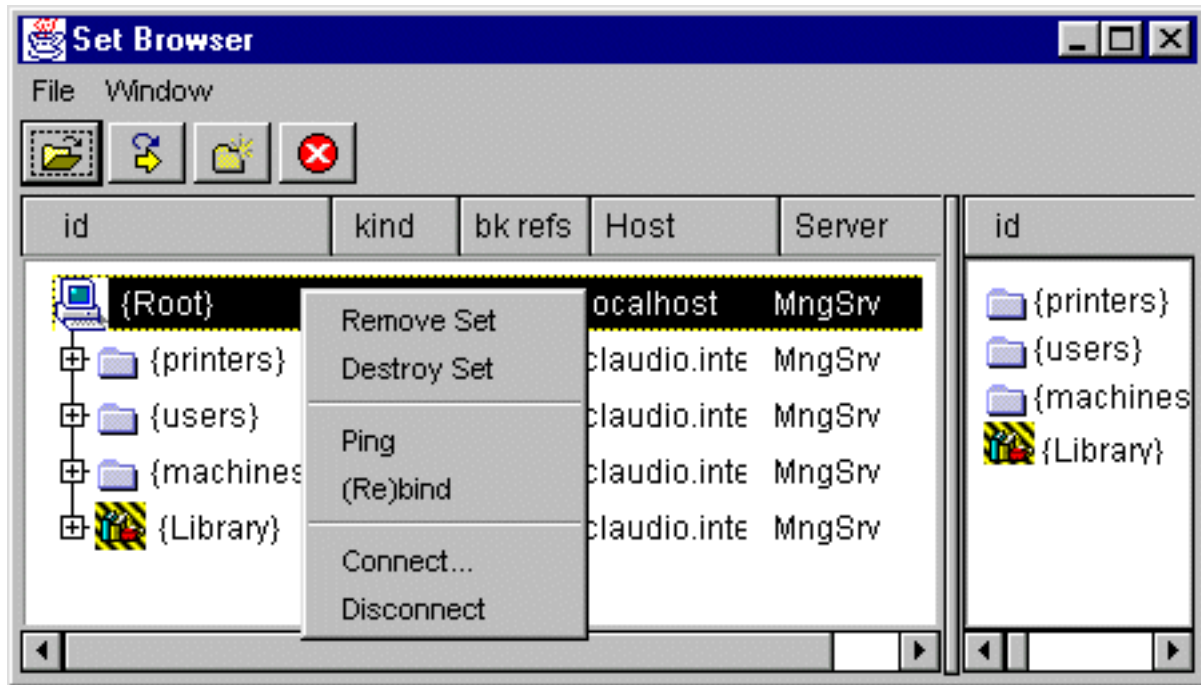 Set Browser
File Window
id kind bk refs Host Server id
{Root} ocalhost MngSrv
{printers} claudio.inte MngSrv
{users} claudio.inte MngSrv
{machines claudio.inte MngSrv
{Library} claudio.inte MngSrv
Remove Set
Destroy Set
Ping
(Re)bind
Connect...
Disconnect
{printers}
{users}
{machines
{Library}